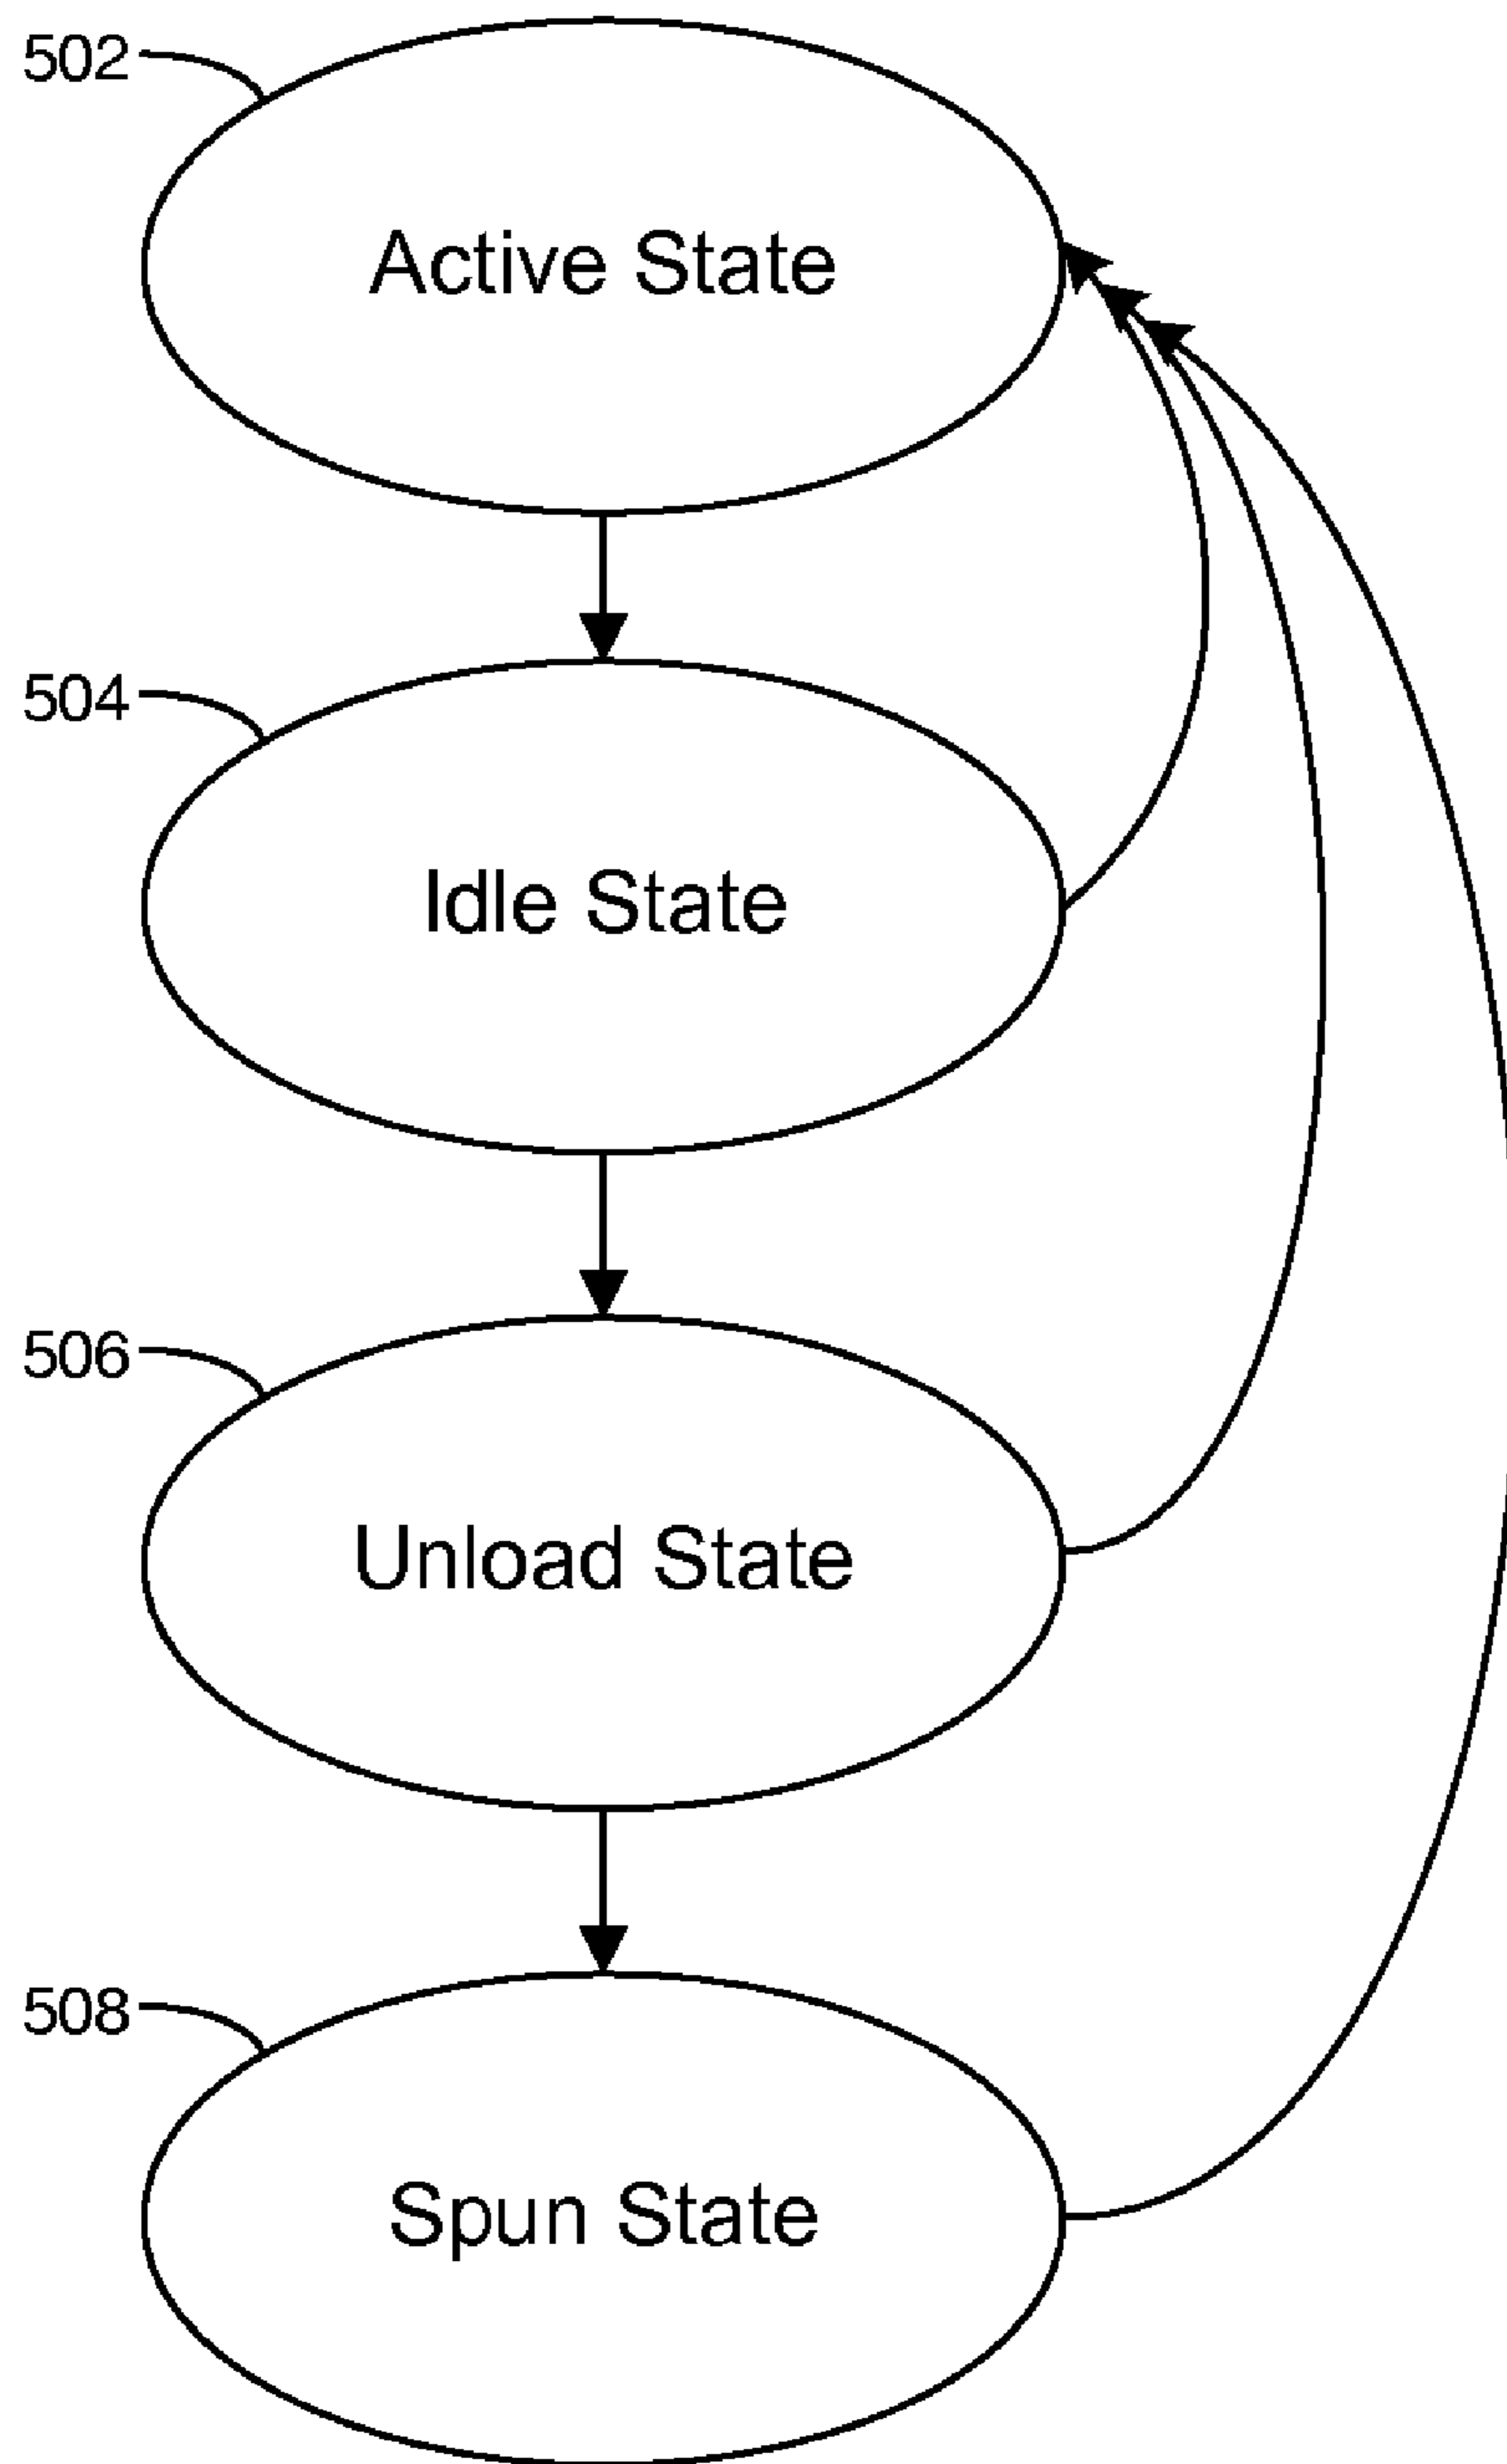 502
Active State
504
Idle State
506
Unload State
508
Spun State